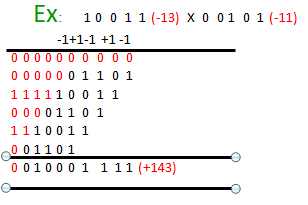 Ex: 1 0 0 1 1 (-13) X 0 0 1 0 1 (-11)
-1+1-1 +1 -1
0 0 0 0 0 0 0 0 0 0
0 0 0 0 0 0 1 1 0 1
1 1 1 1 1 0 0 1 1
0 0 0 0 1 1 0 1
1 1 1 0 0 1 1
0 0 1 1 0 1
0 0 1 0 0 0 1 1 1 1 (+143)